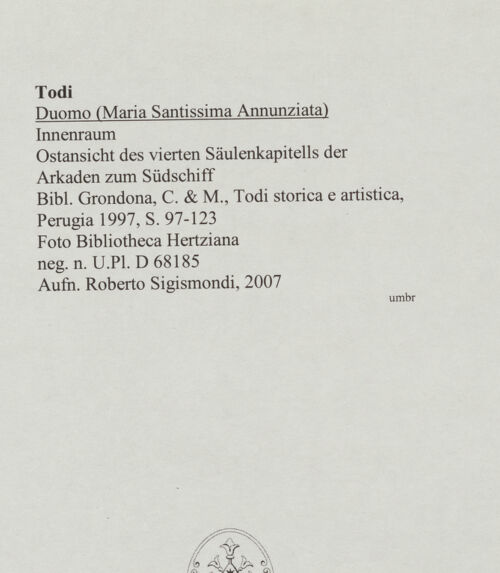 Todi
Duomo (Maria Santissima Annunziata)
Innenraum
Ostansicht des vierten Säulenkapitells der
Arkaden zum Südschiff
Bibl. Grondona, C. & M., Todi storica e artistica,
Perugia 1997, S. 97-123
Foto Bibliotheca Hertziana
neg. n. U.Pl. D 68185
Aufn. Roberto Sigismondi, 2007
umbr